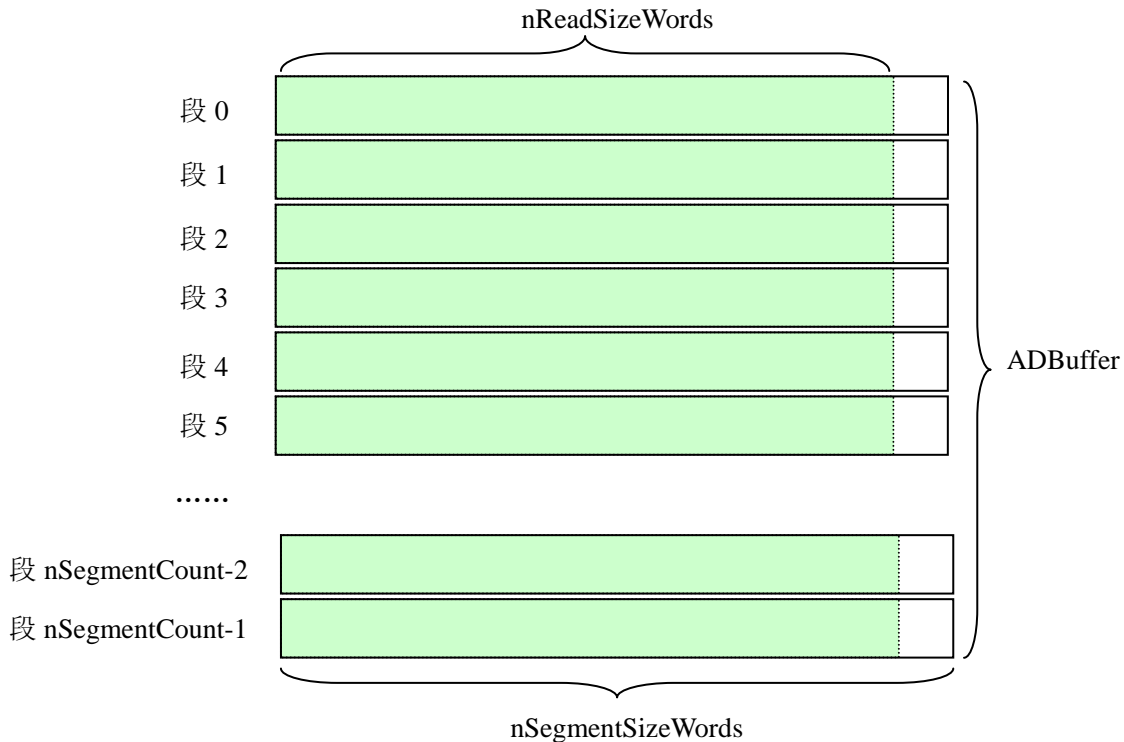 nReadSizeWords
段 0
段 1
段 2
段 3
段 4
ADBuffer
段 5
……
段 nSegmentCount-2
段 nSegmentCount-1
nSegmentSizeWords